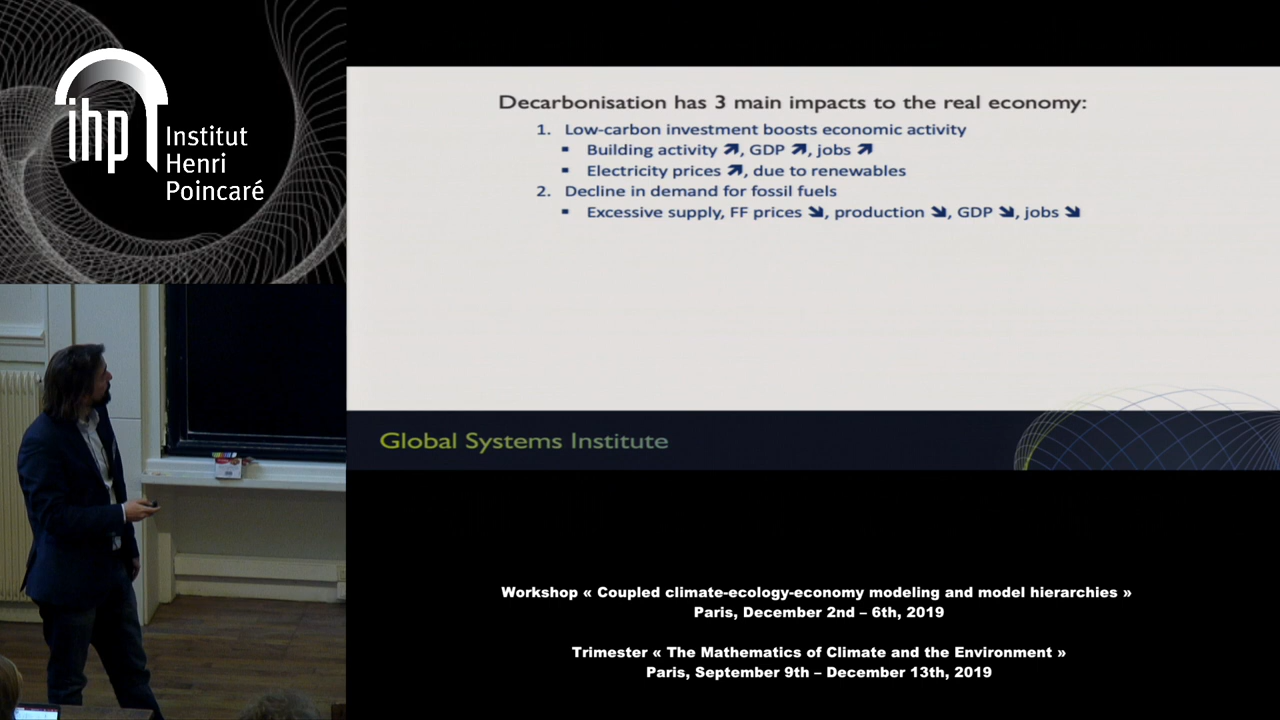 ihp
Institut
Henri
Poincaré
Decarbonisation has 3 main impacts to the real economy:
1. Low-carbon investment boosts economic activity
▪ Building activity ↗, GDP ↗, jobs ↗
▪ Electricity prices ↗, due to renewables
2. Decline in demand for fossil fuels
▪ Excessive supply, FF prices ↘, production ↘, GDP ↘, jobs ↘
Global Systems Institute
Workshop « Coupled climate-ecology-economy modeling and model hierarchies »
Paris, December 2nd – 6th, 2019
Trimester « The Mathematics of Climate and the Environment »
Paris, September 9th – December 13th, 2019